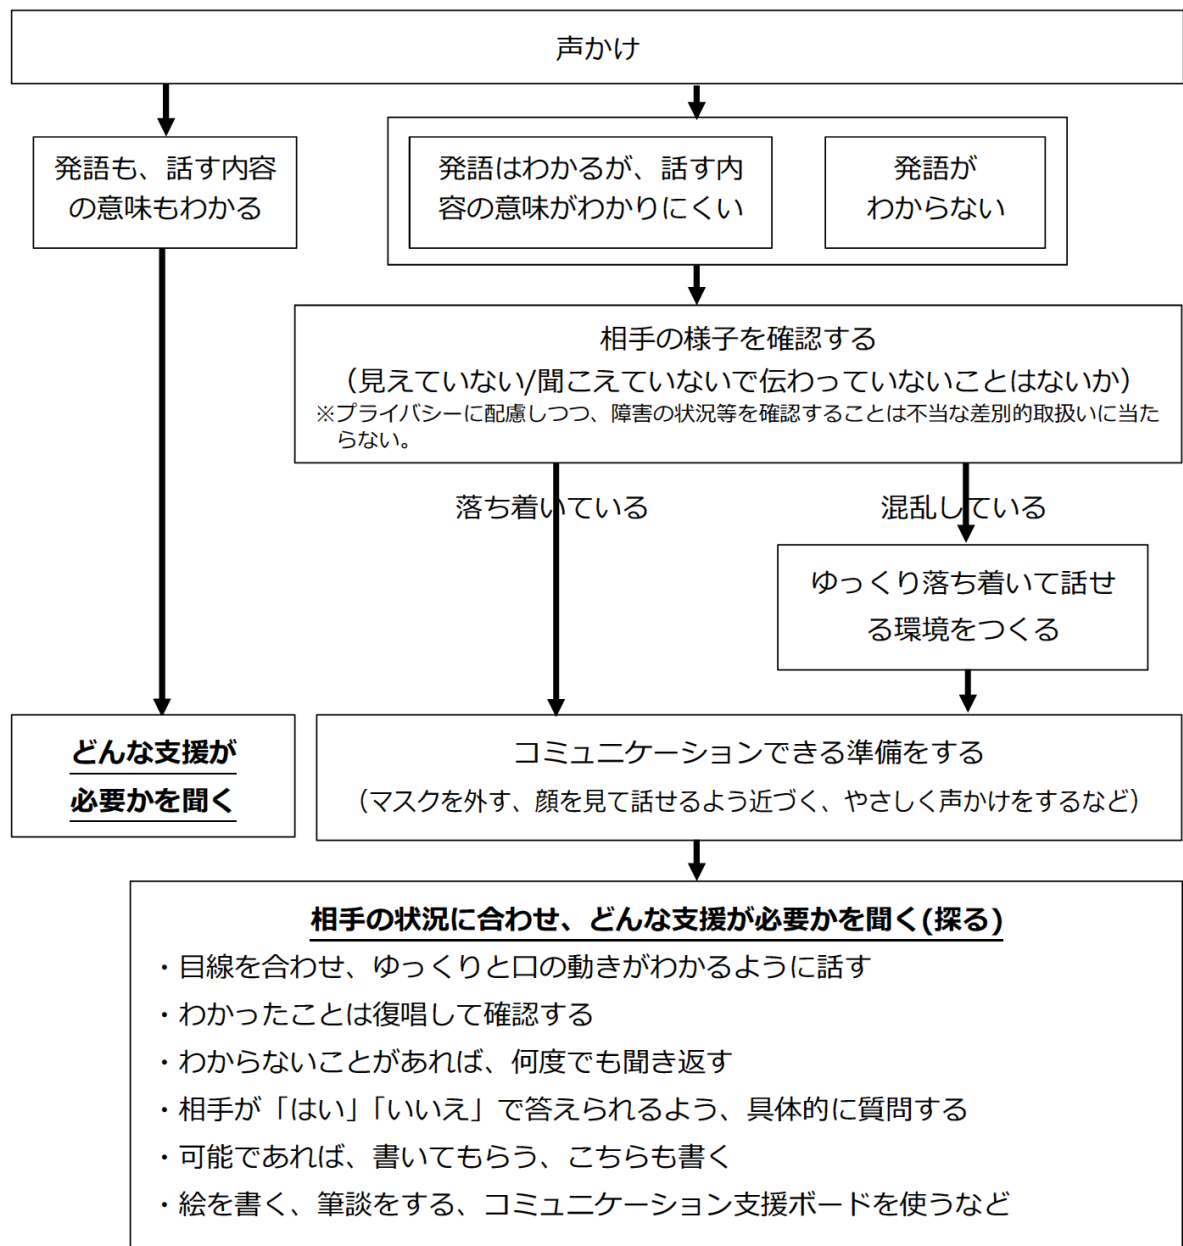 声かけ
発語も、話す内容
の意味もわかる
発語はわかるが、話す内
容の意味がわかりにくい
発語が
わからない
相手の様子を確認する
（見えていない/聞こえていないで伝わっていないことはないか）
※プライバシーに配慮しつつ、障害の状況等を確認することは不当な差別的取扱いに当た
らない。
落ち着いている
混乱している
ゆっくり落ち着いて話せ
る環境をつくる
どんな支援が
必要かを聞く
コミュニケーションできる準備をする
（マスクを外す、顔を見て話せるよう近づく、やさしく声かけをするなど）
相手の状況に合わせ、どんな支援が必要かを聞く(探る)
・目線を合わせ、ゆっくりと口の動きがわかるように話す
・わかったことは復唱して確認する
・わからないことがあれば、何度でも聞き返す
・相手が「はい」「いいえ」で答えられるよう、具体的に質問する
・可能であれば、書いてもらう、こちらも書く
・絵を書く、筆談をする、コミュニケーション支援ボードを使うなど